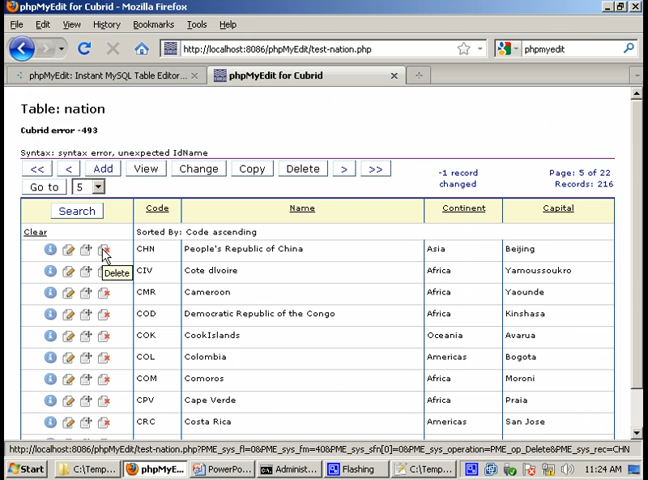 phpMyEdit for Cubrid - Mozilla Firefox
File Edit View History Bookmarks Tools Help
http://localhost:8086/phpMyEdit/test-nation.php
phpmyedit
phpMyEdit: Instant MySQL Table Editor...
phpMyEdit for Cubrid
Table: nation
Cubrid error -493
Syntax: syntax error, unexpected IdName
<< < Add View Change Copy Delete > >>
-1 record changed
Page: 5 of 22
Go to 5
Records: 216
Search Code Name Continent Capital
Clear Sorted By: Code ascending
CHN People's Republic of China Asia Beijing
Delete
CIV Cote dIvoire Africa Yamoussoukro
CMR Cameroon Africa Yaounde
COD Democratic Republic of the Congo Africa Kinshasa
COK CookIslands Oceania Avarua
COL Colombia Americas Bogota
COM Comoros Africa Moroni
CPV Cape Verde Africa Praia
CRC Costa Rica Americas San Jose
http://localhost:8086/phpMyEdit/test-nation.php?PME_sys_fl=0&PME_sys_fm=40&PME_sys_sfn[0]=0&PME_sys_operation=PME_op_Delete&PME_sys_rec=CHN
Start C:\Temp... phpMyE... PowerPo... Administ... Flashing C:\Temp... 11:24 AM